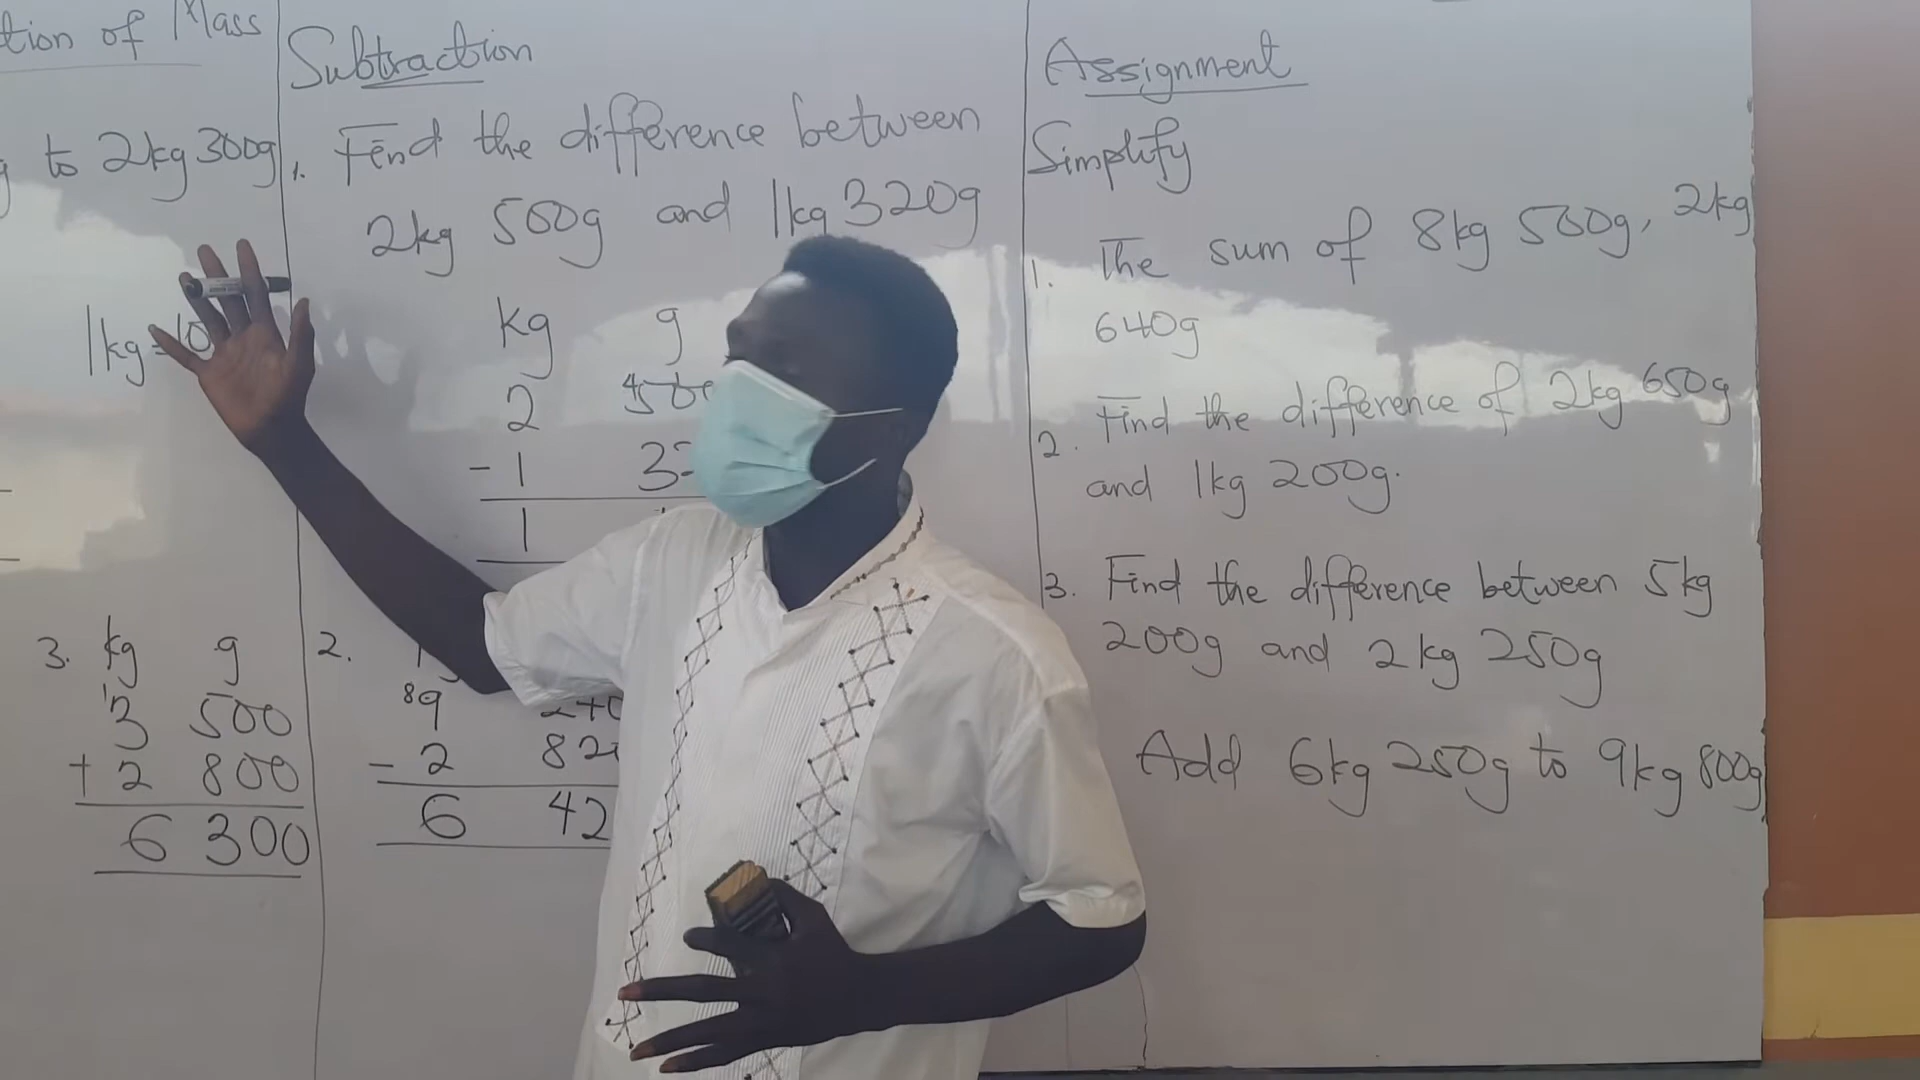 tion of Mass
to 2kg 300g
1kg = 10
3. kg g
3 500
+ 2 800
6 300
Subtraction
1. Find the difference between
2kg 500g and 1kg 320g
kg g
2
- 1
1
2.
89
- 2 82
6 42
Assignment
Simplify
1. The sum of 8kg 500g, 2kg
640g
2. Find the difference of 2kg 650g
and 1kg 200g.
3. Find the difference between 5kg
200g and 2kg 250g
Add 6kg 250g to 9kg 800g